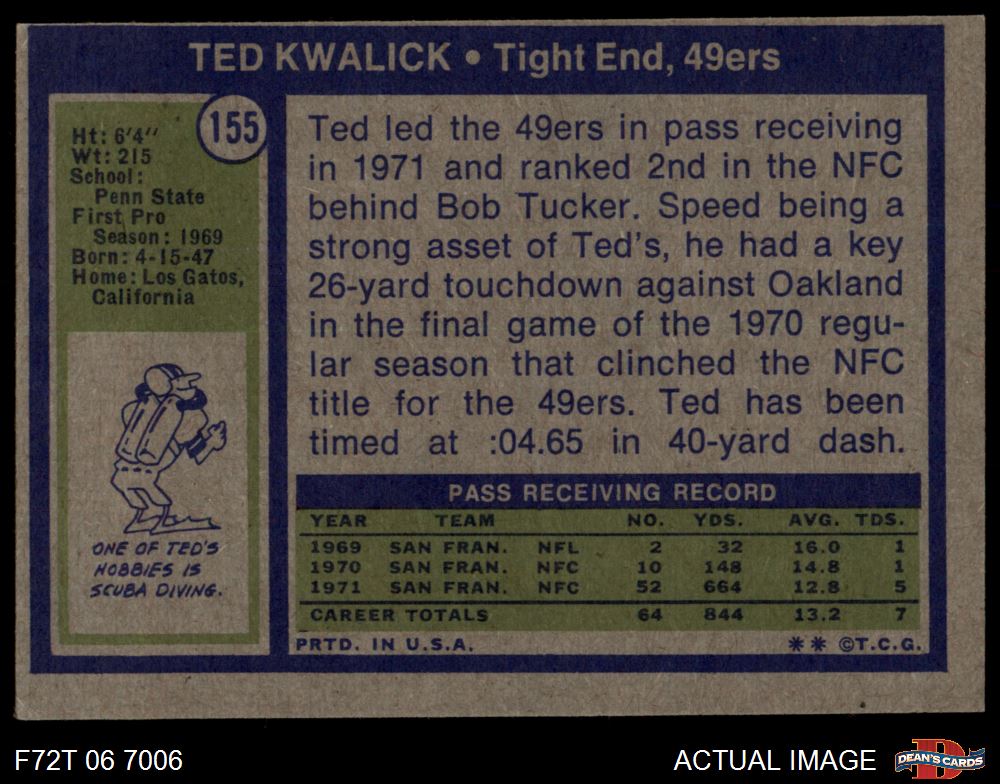 TED KWALICK • Tight End, 49ers
155
Ht: 6'4"
Wt: 215
School:
Penn State
First Pro
Season: 1969
Born: 4-15-47
Home: Los Gatos,
California
ONE OF TED'S
HOBBIES IS
SCUBA DIVING.
Ted led the 49ers in pass receiving
in 1971 and ranked 2nd in the NFC
behind Bob Tucker. Speed being a
strong asset of Ted's, he had a key
26-yard touchdown against Oakland
in the final game of the 1970 regu-
lar season that clinched the NFC
title for the 49ers. Ted has been
timed at :04.65 in 40-yard dash.
PASS RECEIVING RECORD
YEAR TEAM NO. YDS. AVG. TDS.
1969 SAN FRAN. NFL 2 32 16.0 1
1970 SAN FRAN. NFC 10 148 14.8 1
1971 SAN FRAN. NFC 52 664 12.8 5
CAREER TOTALS 64 844 13.2 7
PRTD. IN U.S.A. ** ©T.C.G.
F72T 06 7006 ACTUAL IMAGE
DEAN'S CARDS